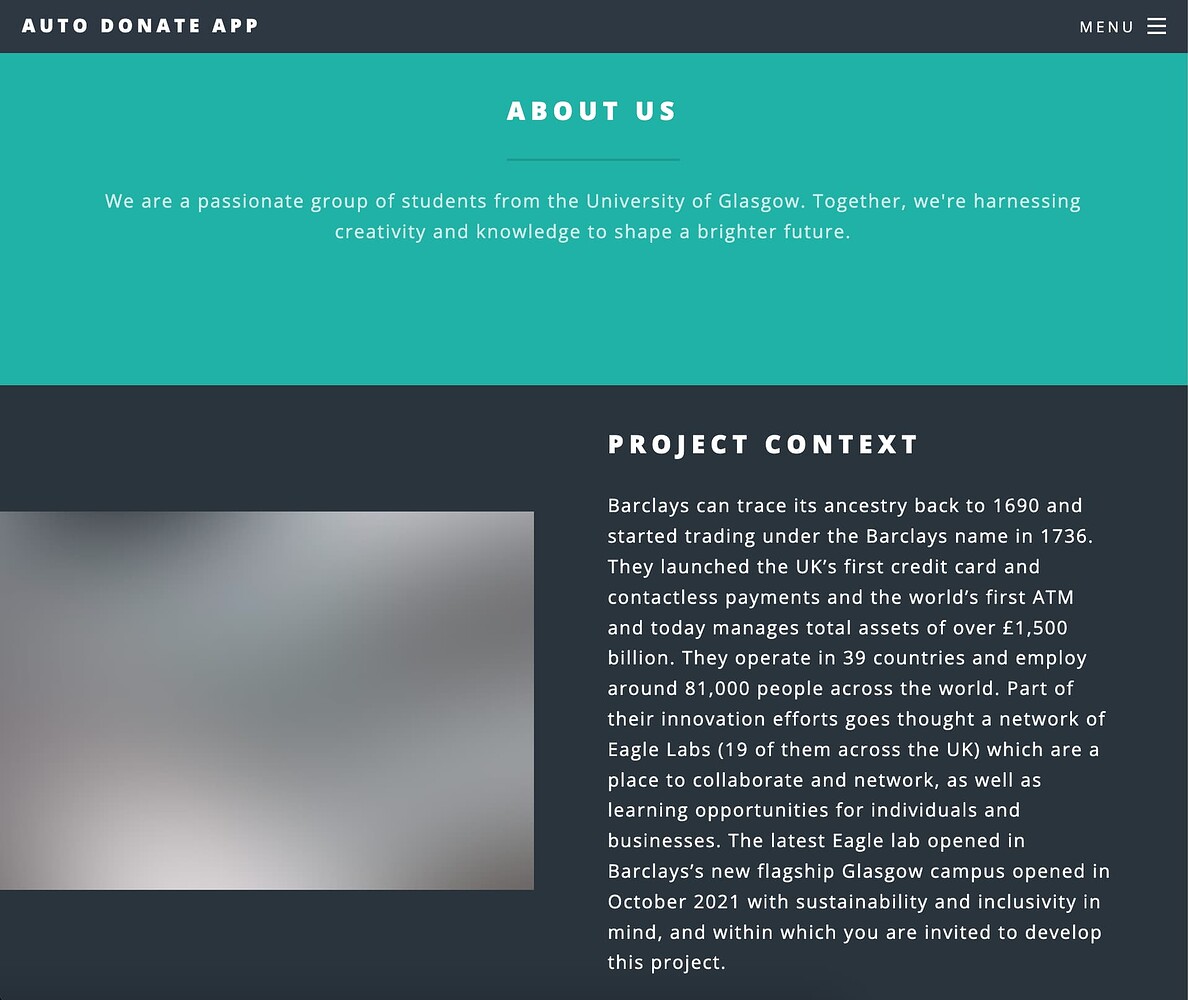 AUTO DONATE APP
MENU
ABOUT US
We are a passionate group of students from the University of Glasgow. Together, we're harnessing
creativity and knowledge to shape a brighter future.
PROJECT CONTEXT
Barclays can trace its ancestry back to 1690 and
started trading under the Barclays name in 1736.
They launched the UK’s first credit card and
contactless payments and the world’s first ATM
and today manages total assets of over £1,500
billion. They operate in 39 countries and employ
around 81,000 people across the world. Part of
their innovation efforts goes thought a network of
Eagle Labs (19 of them across the UK) which are a
place to collaborate and network, as well as
learning opportunities for individuals and
businesses. The latest Eagle lab opened in
Barclays’s new flagship Glasgow campus opened in
October 2021 with sustainability and inclusivity in
mind, and within which you are invited to develop
this project.